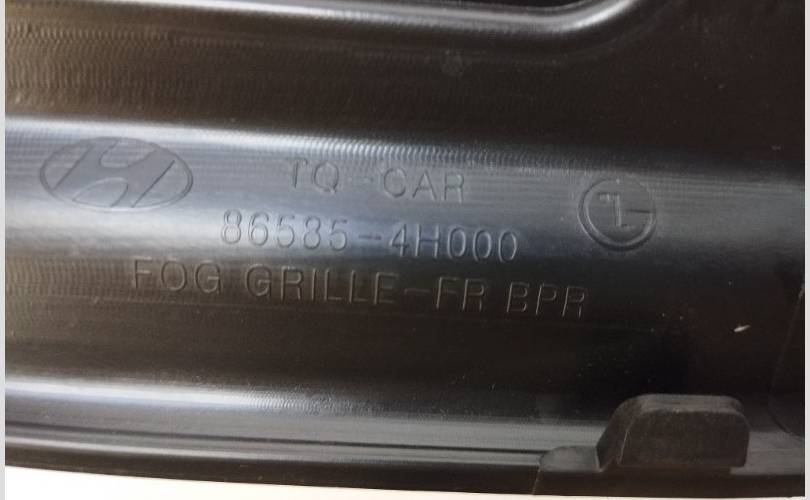 TQ-CAR
86585-4H000
FOG GRILLE-FR BPR